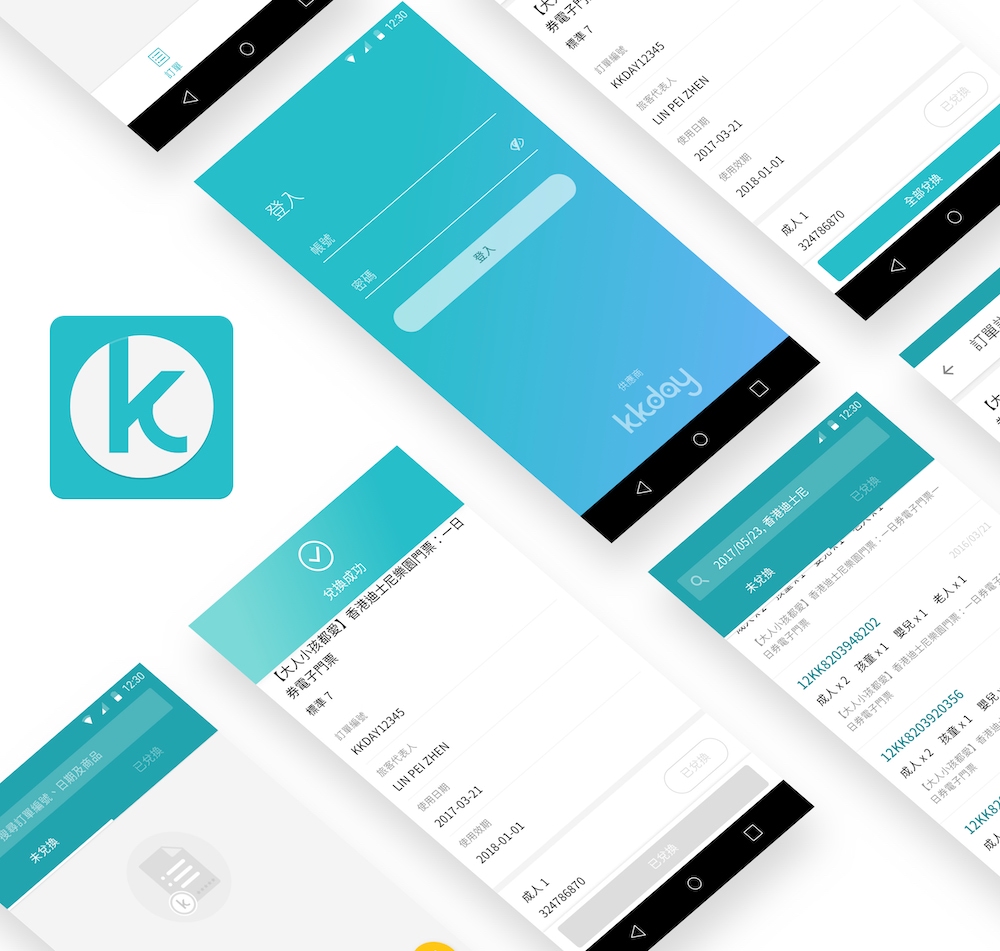 訂單
12:30
登入
帳號
密碼
登入
供應商
kkday
券電子門票
標準 7
訂單編號
KKDAY12345
旅客代表人
LIN PEI ZHEN
使用日期
2017-03-21
使用效期
2018-01-01
已兌換
成人 1
324786870
全部兌換
k
兌換成功
【大人小孩都愛】香港迪士尼樂園門票：一日
券電子門票
標準 7
訂單編號
KKDAY12345
旅客代表人
LIN PEI ZHEN
使用日期
2017-03-21
使用效期
2018-01-01
已兌換
成人 1
324786870
已兌換
12:30
搜尋訂單編號、日期及商品
未兌換
已兌換
k
訂單
12:30
2017/05/23, 香港迪士尼
未兌換
已兌換
【大人小孩都愛】香港迪士尼樂園門票：一日券電子門票一
日券電子門票
2016/03/21
12KK8203948202
成人 x 2 孩童 x 1 嬰兒 x 1 老人 x 1
【大人小孩都愛】香港迪士尼樂園門票：一日券電子門票
日券電子門票
12KK8203920356
成人 x 2 孩童 x 1 嬰兒
【大人小孩都愛】香港迪士尼
日券電子門票
12KK820